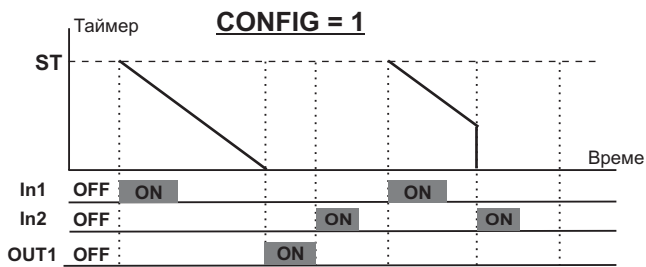 CONFIG = 1
Таймер
ST
Време
In1 OFF ON ON
In2 OFF ON ON
OUT1 OFF ON